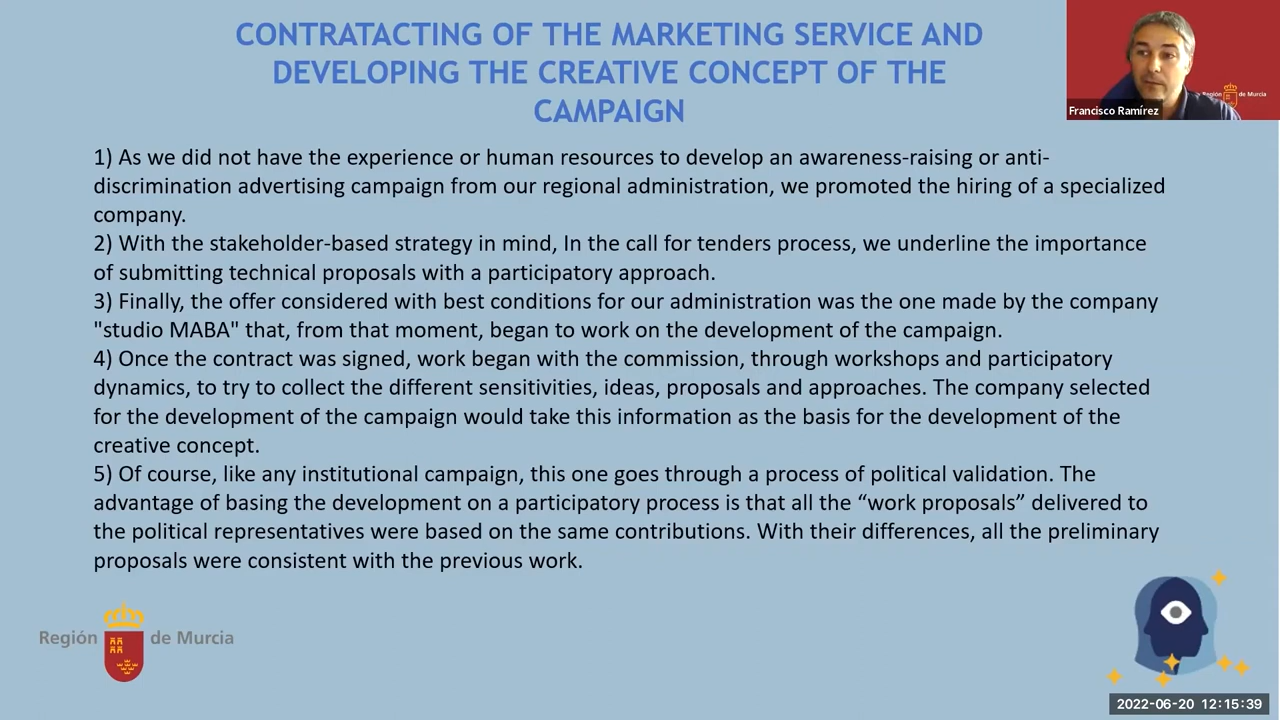 CONTRATACTING OF THE MARKETING SERVICE AND
DEVELOPING THE CREATIVE CONCEPT OF THE
CAMPAIGN
Región de Murcia
Francisco Ramírez
1) As we did not have the experience or human resources to develop an awareness-raising or anti-
discrimination advertising campaign from our regional administration, we promoted the hiring of a specialized
company.
2) With the stakeholder-based strategy in mind, In the call for tenders process, we underline the importance
of submitting technical proposals with a participatory approach.
3) Finally, the offer considered with best conditions for our administration was the one made by the company
"studio MABA" that, from that moment, began to work on the development of the campaign.
4) Once the contract was signed, work began with the commission, through workshops and participatory
dynamics, to try to collect the different sensitivities, ideas, proposals and approaches. The company selected
for the development of the campaign would take this information as the basis for the development of the
creative concept.
5) Of course, like any institutional campaign, this one goes through a process of political validation. The
advantage of basing the development on a participatory process is that all the “work proposals” delivered to
the political representatives were based on the same contributions. With their differences, all the preliminary
proposals were consistent with the previous work.
Región de Murcia
2022-06-20 12:15:39